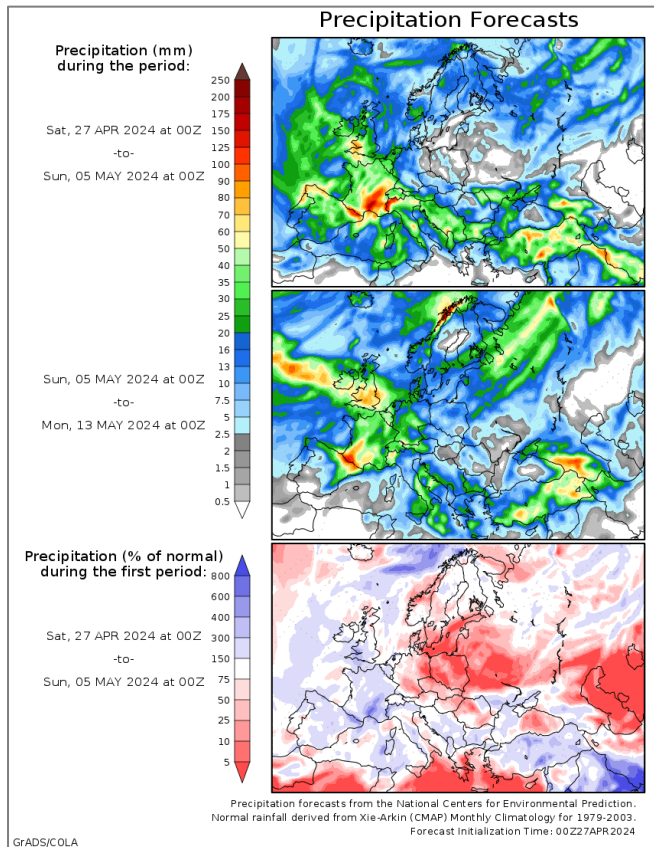 Precipitation Forecasts
Precipitation (mm)
during the period:
Sat, 27 APR 2024 at 00Z
-to-
Sun, 05 MAY 2024 at 00Z
250
200
175
150
125
100
90
80
70
60
50
40
35
30
25
20
16
13
10
7.5
5
2.5
2
1.5
1
0.5
Sun, 05 MAY 2024 at 00Z
-to-
Mon, 13 MAY 2024 at 00Z
Precipitation (% of normal)
during the first period:
Sat, 27 APR 2024 at 00Z
-to-
Sun, 05 MAY 2024 at 00Z
800
600
400
300
150
75
50
25
10
5
Precipitation forecasts from the National Centers for Environmental Prediction.
Normal rainfall derived from Xie-Arkin (CMAP) Monthly Climatology for 1979-2003.
Forecast Initialization Time: 00Z27APR2024
GrADS/COLA